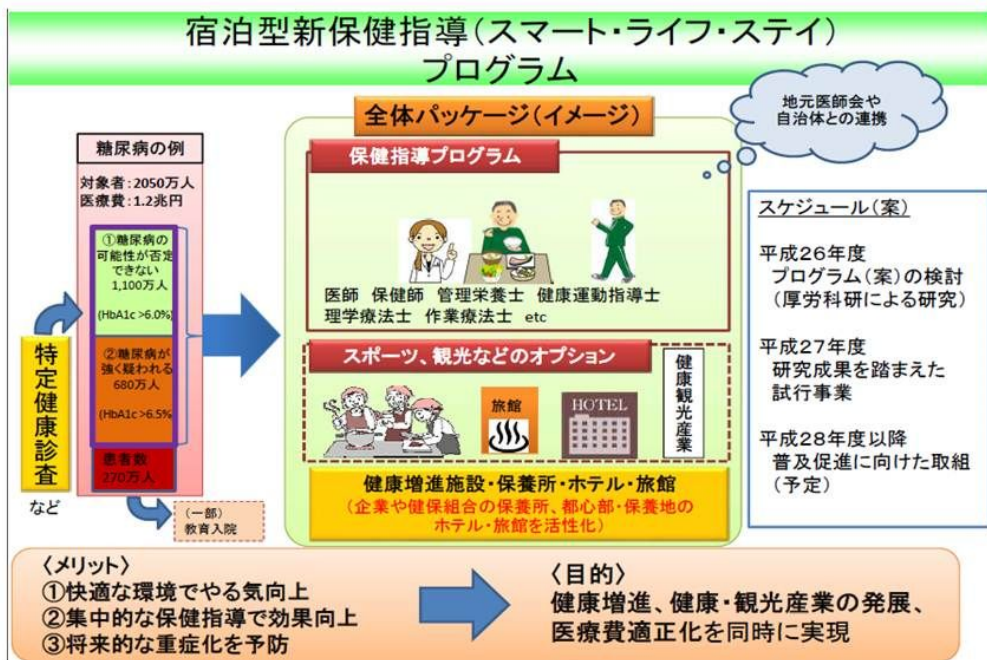 宿泊型新保健指導(スマート・ライフ・ステイ)
プログラム
地元医師会や
自治体との連携
全体パッケージ(イメージ)
糖尿病の例
対象者:2050万人
医療費:1.2兆円
①糖尿病の
可能性が否定
できない
1,100万人
(HbA1c >6.0%)
②糖尿病が
強く疑われる
680万人
(HbA1c >6.5%
患者数
270万人
特定健康診査
など
(一部)
教育入院
保健指導プログラム
医師 保健師 管理栄養士 健康運動指導士
理学療法士 作業療法士 etc
スポーツ、観光などのオプション
旅館
HOTEL
健康観光産業
健康増進施設・保養所・ホテル・旅館
(企業や健保組合の保養所、都心部・保養地の
ホテル・旅館を活性化)
スケジュール(案)
平成26年度
プログラム(案)の検討
(厚労科研による研究)
平成27年度
研究成果を踏まえた
試行事業
平成28年度以降
普及促進に向けた取組
(予定)
〈メリット〉
①快適な環境でやる気向上
②集中的な保健指導で効果向上
③将来的な重症化を予防
〈目的〉
健康増進、健康・観光産業の発展、
医療費適正化を同時に実現